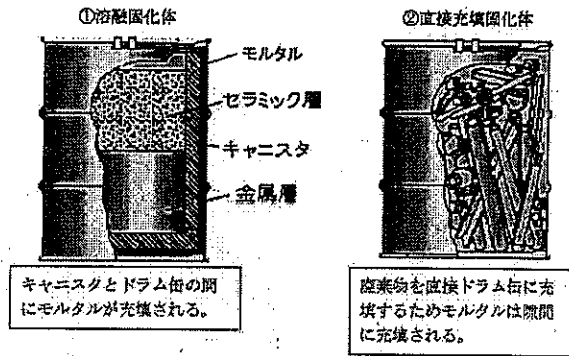 ①溶融固化体
モルタル
セラミック層
キャニスタ
金属層
キャニスタとドラム缶の間
にモルタルが充填される。
②直接充填固化体
廃棄物を直接ドラム缶に充
填するためモルタルは隙間
に充填される。